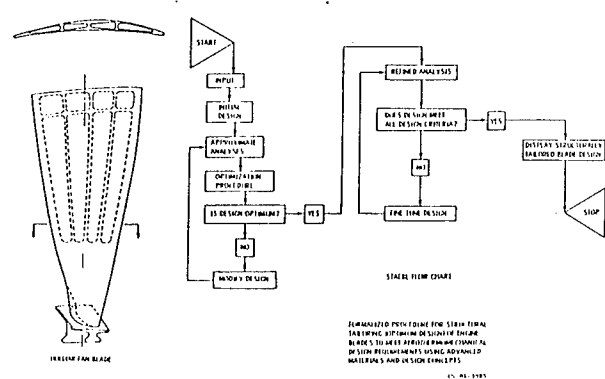 START
INPUT
INITIAL
DESIGN
APPROXIMATE
ANALYSES
OPTIMIZATION
PROCEDURE
IS DESIGN OPTIMUM?
YES
NO
MODIFY DESIGN
REFINED ANALYSIS
DOES DESIGN MEET
ALL DESIGN CRITERIA?
YES
NO
FINE TUNE DESIGN
DISPLAY STRUCTURALLY
TAILORED BLADE DESIGN
STOP
STAEBL FLOW CHART
HOLLOW FAN BLADE
FORMALIZED PROCEDURE FOR STRUCTURAL
TAILORING (OPTIMUM DESIGN) OF ENGINE
BLADES TO MEET AEROTHERMOMECHANICAL
DESIGN REQUIREMENTS USING ADVANCED
MATERIALS AND DESIGN CONCEPTS